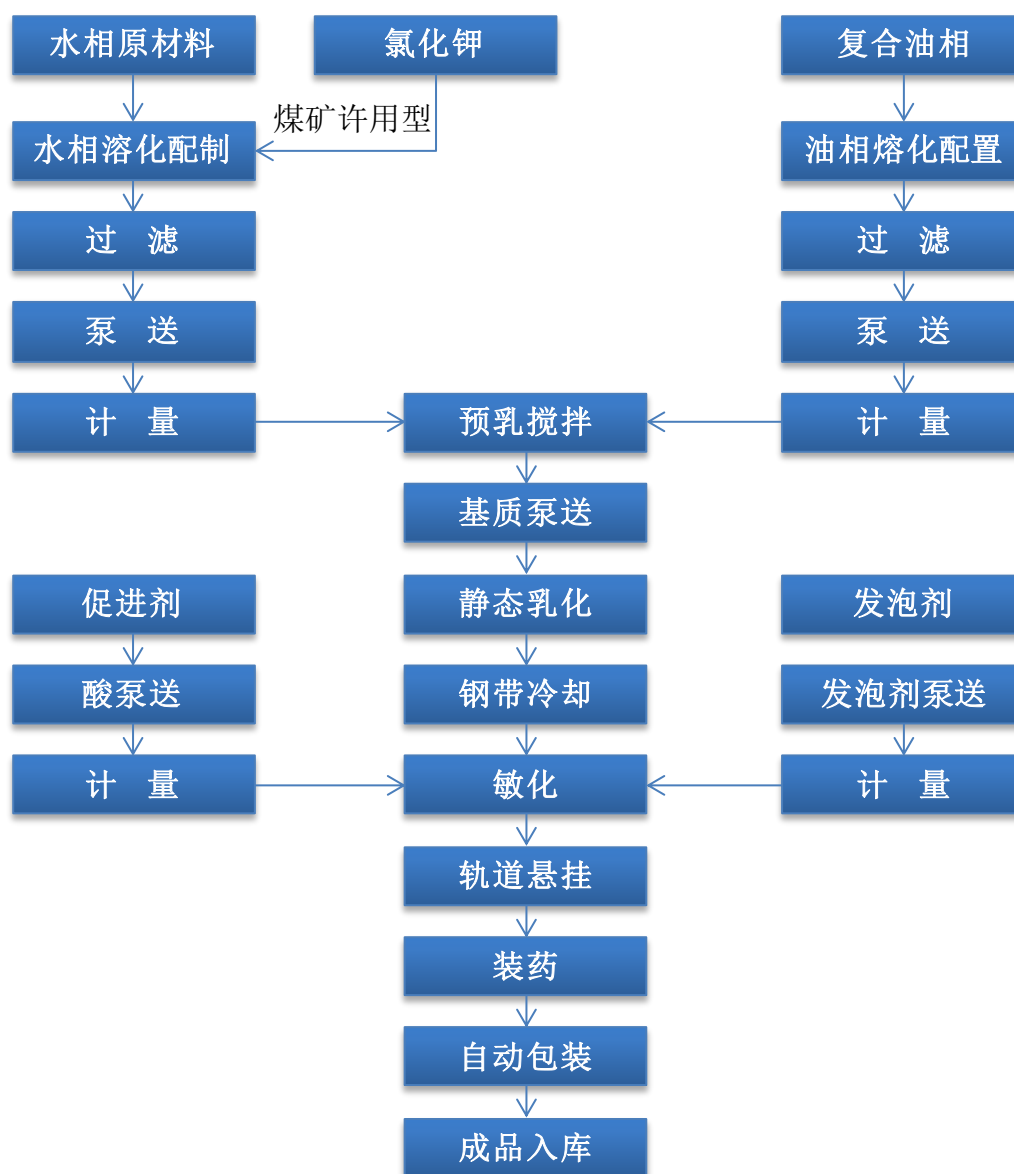 水相原材料
氯化钾
复合油相
煤矿许用型
水相溶化配制
油相熔化配置
过 滤
过 滤
泵 送
泵 送
计 量
预乳搅拌
计 量
基质泵送
促进剂
静态乳化
发泡剂
酸泵送
钢带冷却
发泡剂泵送
计 量
敏化
计 量
轨道悬挂
装药
自动包装
成品入库